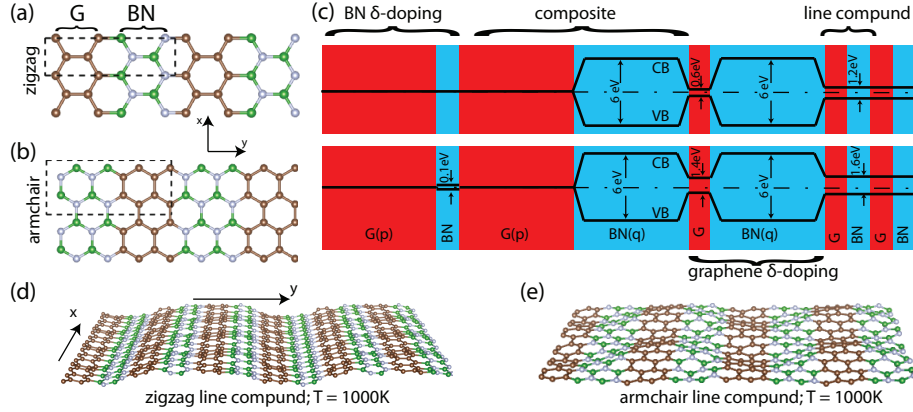 (a)
G
BN
zigzag
x
y
(b)
armchair
(c)
BN δ-doping
composite
line compund
CB
6 eV
VB
0.6eV
6 eV
1.2eV
0.1eV
CB
6 eV
VB
1.4eV
6 eV
1.6eV
G(p)
BN
G(p)
BN(q)
G
BN(q)
G
BN
G
BN
graphene δ-doping
(d)
y
x
zigzag line compund; T = 1000K
(e)
armchair line compund; T = 1000K